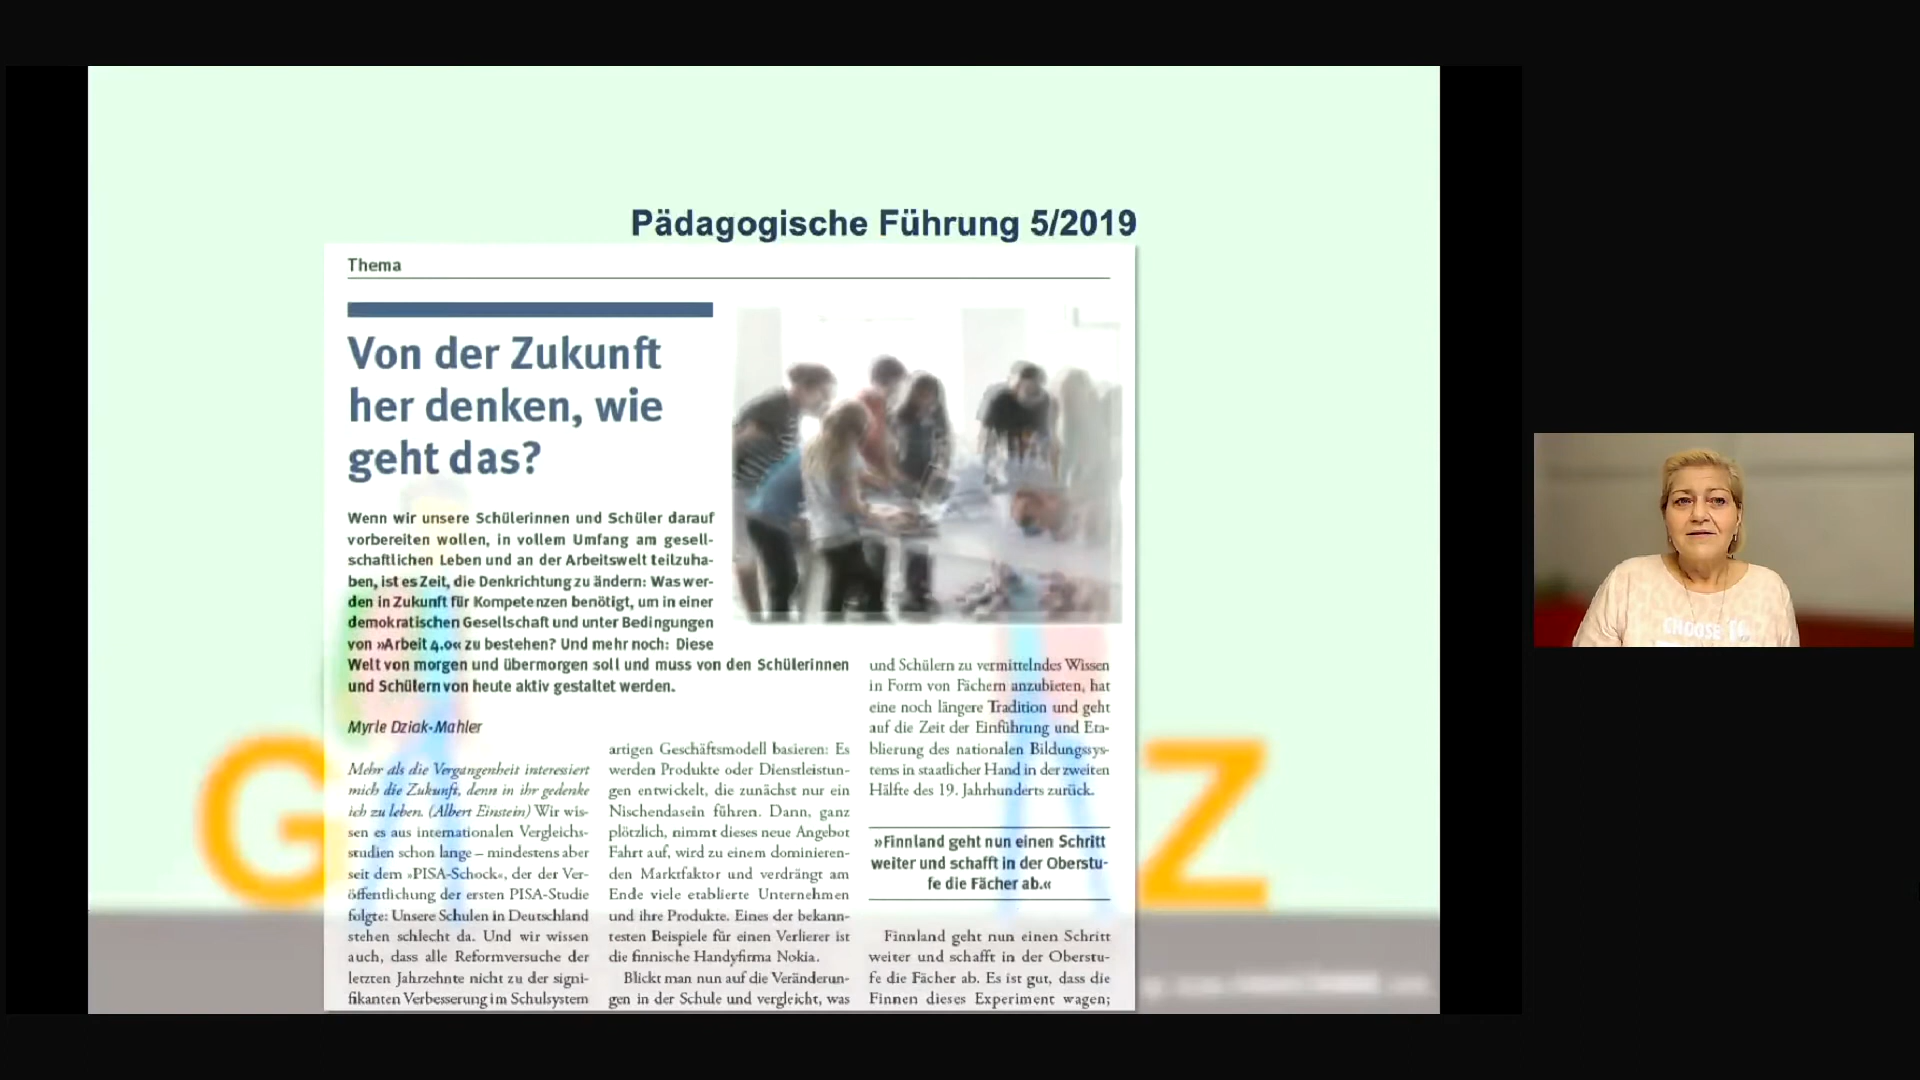 Pädagogische Führung 5/2019
Thema
Von der Zukunft
her denken, wie
geht das?
Wenn wir unsere Schülerinnen und Schüler darauf
vorbereiten wollen, in vollem Umfang am gesell-
schaftlichen Leben und an der Arbeitswelt teilzuha-
ben, ist es Zeit, die Denkrichtung zu ändern: Was wer-
den in Zukunft für Kompetenzen benötigt, um in einer
demokratischen Gesellschaft und unter Bedingungen
von »Arbeit 4.0« zu bestehen? Und mehr noch: Diese
Welt von morgen und übermorgen soll und muss von den Schülerinnen
und Schülern von heute aktiv gestaltet werden.
Myrle Dziak-Mahler
Mehr als die Vergangenheit interessiert
mich die Zukunft, denn in ihr gedenke
ich zu leben. (Albert Einstein) Wir wis-
sen es aus internationalen Vergleichs-
studien schon lange – mindestens aber
seit dem »PISA-Schock«, der der Ver-
öffentlichung der ersten PISA-Studie
folgte: Unsere Schulen in Deutschland
stehen schlecht da. Und wir wissen
auch, dass alle Reformversuche der
letzten Jahrzehnte nicht zu der signi-
fikanten Verbesserung im Schulsystem
artigen Geschäftsmodell basieren: Es
werden Produkte oder Dienstleistun-
gen entwickelt, die zunächst nur ein
Nischendasein führen. Dann, ganz
plötzlich, nimmt dieses neue Angebot
Fahrt auf, wird zu einem dominieren-
den Marktfaktor und verdrängt am
Ende viele etablierte Unternehmen
und ihre Produkte. Eines der bekann-
testen Beispiele für einen Verlierer ist
die finnische Handyfirma Nokia.
Blickt man nun auf die Veränderun-
gen in der Schule und vergleicht, was
und Schülern zu vermittelndes Wissen
in Form von Fächern anzubieten, hat
eine noch längere Tradition und geht
auf die Zeit der Einführung und Eta-
blierung des nationalen Bildungssys-
tems in staatlicher Hand in der zweiten
Hälfte des 19. Jahrhunderts zurück.
»Finnland geht nun einen Schritt
weiter und schafft in der Oberstu-
fe die Fächer ab.«
Finnland geht nun einen Schritt
weiter und schafft in der Oberstu-
fe die Fächer ab. Es ist gut, dass die
Finnen dieses Experiment wagen;
G
Z
CHOOSE